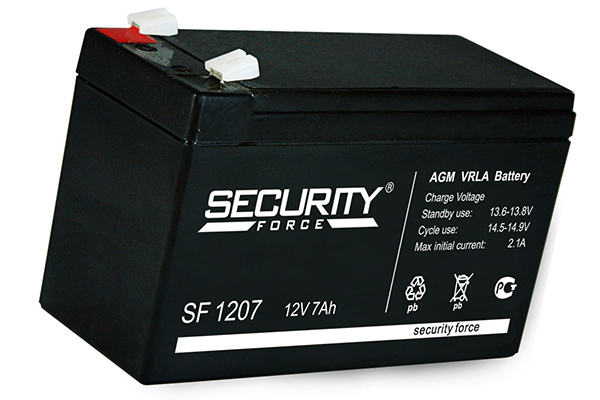 SECURITY®
FORCE
SF 1207 12V 7Ah
AGM VRLA Battery
Charge Voltage
Standby use: 13.6-13.8V
Cycle use: 14.5-14.9V
Max initial current: 2.1A
pb pb
security force